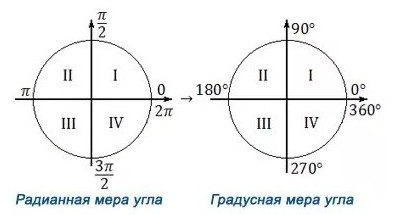 π/2 90°
II I II I
π 0 → 180° 0°
2π 360°
III IV III IV
3π/2 270°
Радианная мера угла Градусная мера угла